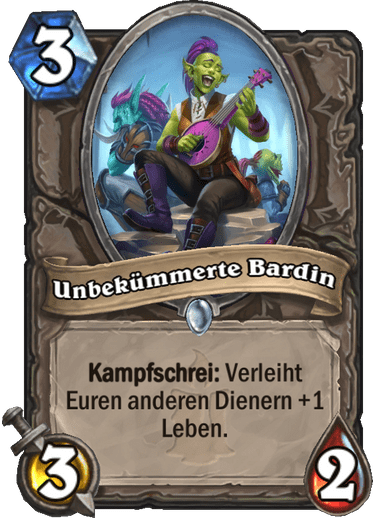 3
Unbekümmerte Bardin
Kampfschrei: Verleiht
Euren anderen Dienern +1
Leben.
3
2